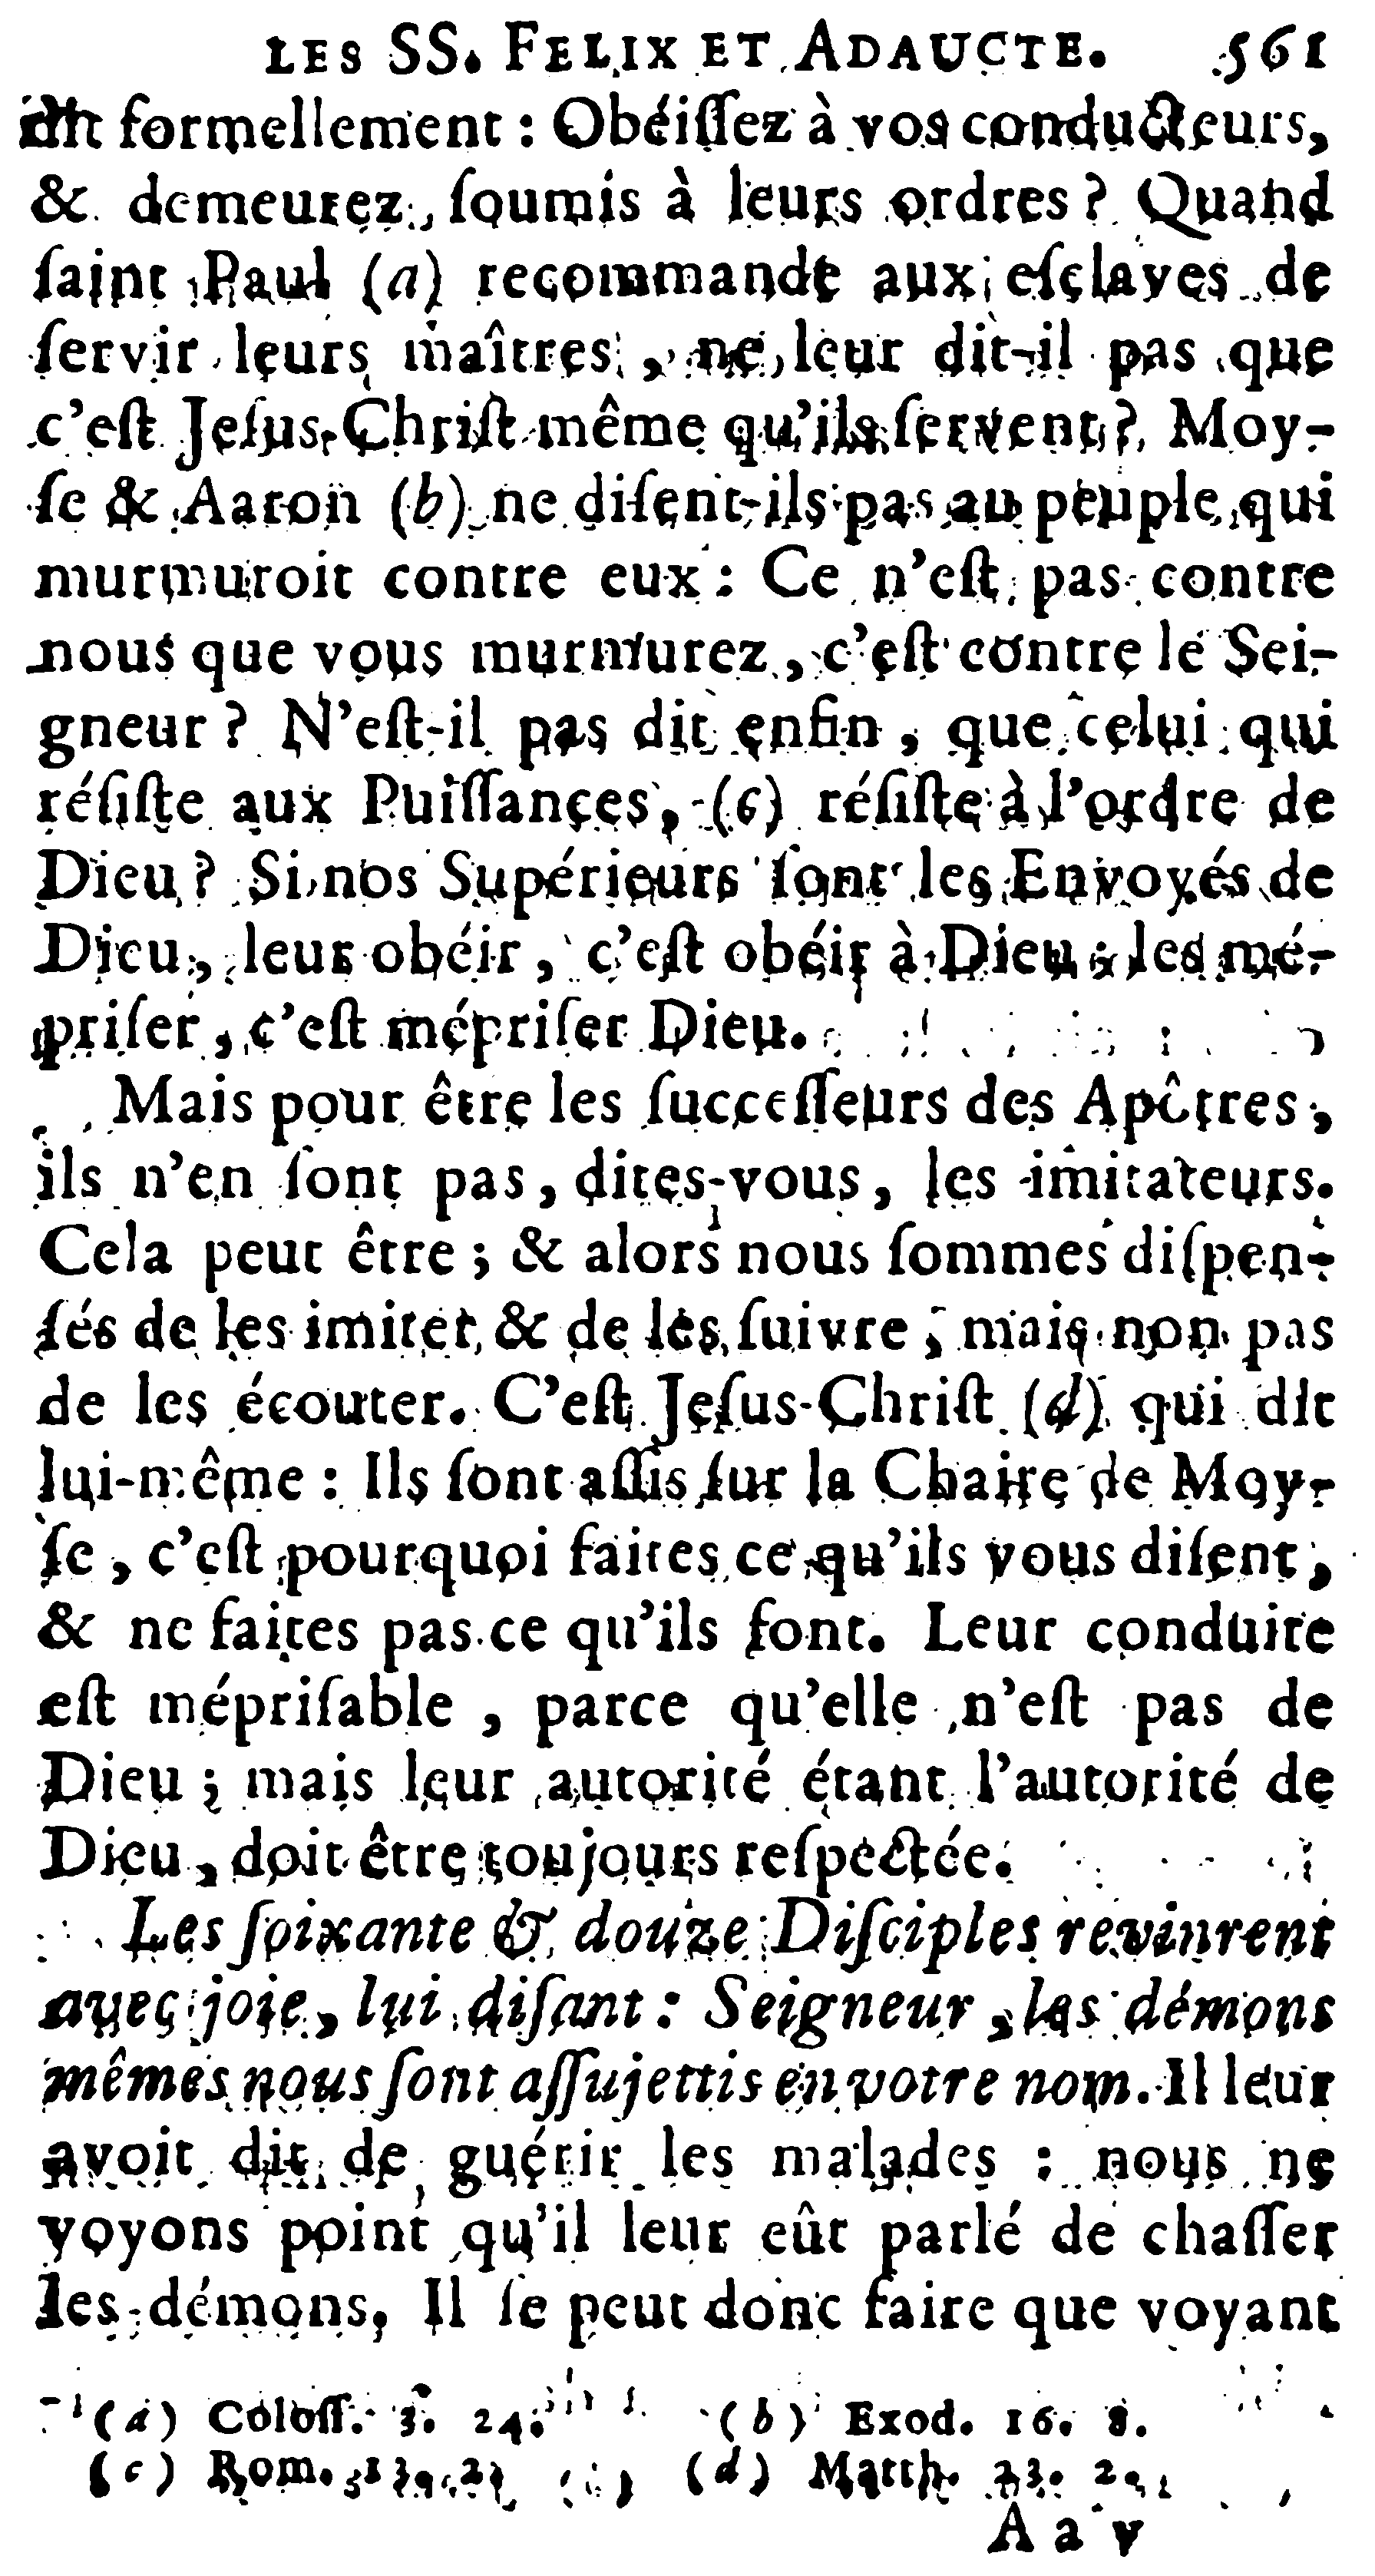 LES SS. FELIX ET ADAUCTE. 561
dit formellement : Obéiſſez à vos conducteurs,
& demeurez ſoumis à leurs ordres ? Quand
ſaint Paul (a) recommande aux eſclaves de
ſervir leurs maîtres, ne leur dit-il pas que
c'eſt Jeſus-Chriſt même qu'ils ſervent ? Moy-
ſe & Aaron (b) ne diſent-ils pas au peuple qui
murmuroit contre eux : Ce n'eſt pas contre
nous que vous murmurez, c'eſt contre le Sei-
gneur ? N'eſt-il pas dit enfin, que celui qui
réſiſte aux Puiſſances, (c) réſiſte à l'ordre de
Dieu ? Si nos Supérieurs ſont les Envoyés de
Dieu, leur obéir, c'eſt obéir à Dieu ; les mé-
priſer, c'eſt mépriſer Dieu.
Mais pour être les ſucceſſeurs des Apôtres,
ils n'en ſont pas, dites-vous, les imitateurs.
Cela peut être ; & alors nous ſommes diſpen-
ſés de les imiter & de les ſuivre ; mais non pas
de les écouter. C'eſt Jeſus-Chriſt (d) qui dit
lui-même : Ils ſont aſſis ſur la Chaire de Moy-
ſe, c'eſt pourquoi faites ce qu'ils vous diſent,
& ne faites pas ce qu'ils font. Leur conduite
eſt mépriſable, parce qu'elle n'eſt pas de
Dieu ; mais leur autorité étant l'autorité de
Dieu, doit être toujours reſpectée.
Les ſoixante & douze Diſciples revinrent
avec joie, lui diſant : Seigneur, les démons
mêmes nous ſont aſſujettis en votre nom. Il leur
avoit dit de guérir les malades : nous ne
voyons point qu'il leur eût parlé de chaſſer
les démons. Il ſe peut donc faire que voyant
(a) Coloſſ. 3. 24. (b) Exod. 16. 8.
(c) Rom. 13. 2. (d) Matth. 23. 2.
A a v